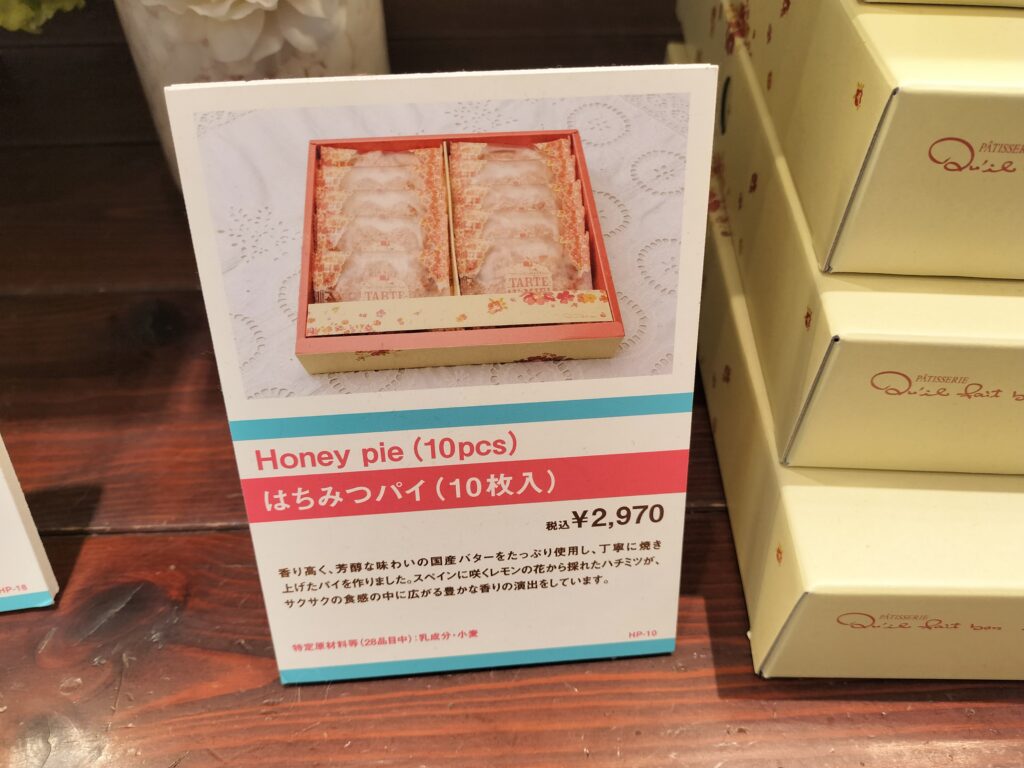 TARTE
TARTE
Honey pie (10pcs)
はちみつパイ(10枚入)
税込¥2,970
香り高く、芳醇な味わいの国産バターをたっぷり使用し、丁寧に焼き
上げたパイを作りました。スペインに咲くレモンの花から採れたハチミツが、
サクサクの食感の中に広がる豊かな香りの演出をしています。
特定原材料等(28品目中):乳成分・小麦
HP-10
HP-18
PÂTISSERIE
Qu'il
PÂTISSERIE
Qu'il fait bo
PÂTISSERIE
Qu'il fait bon